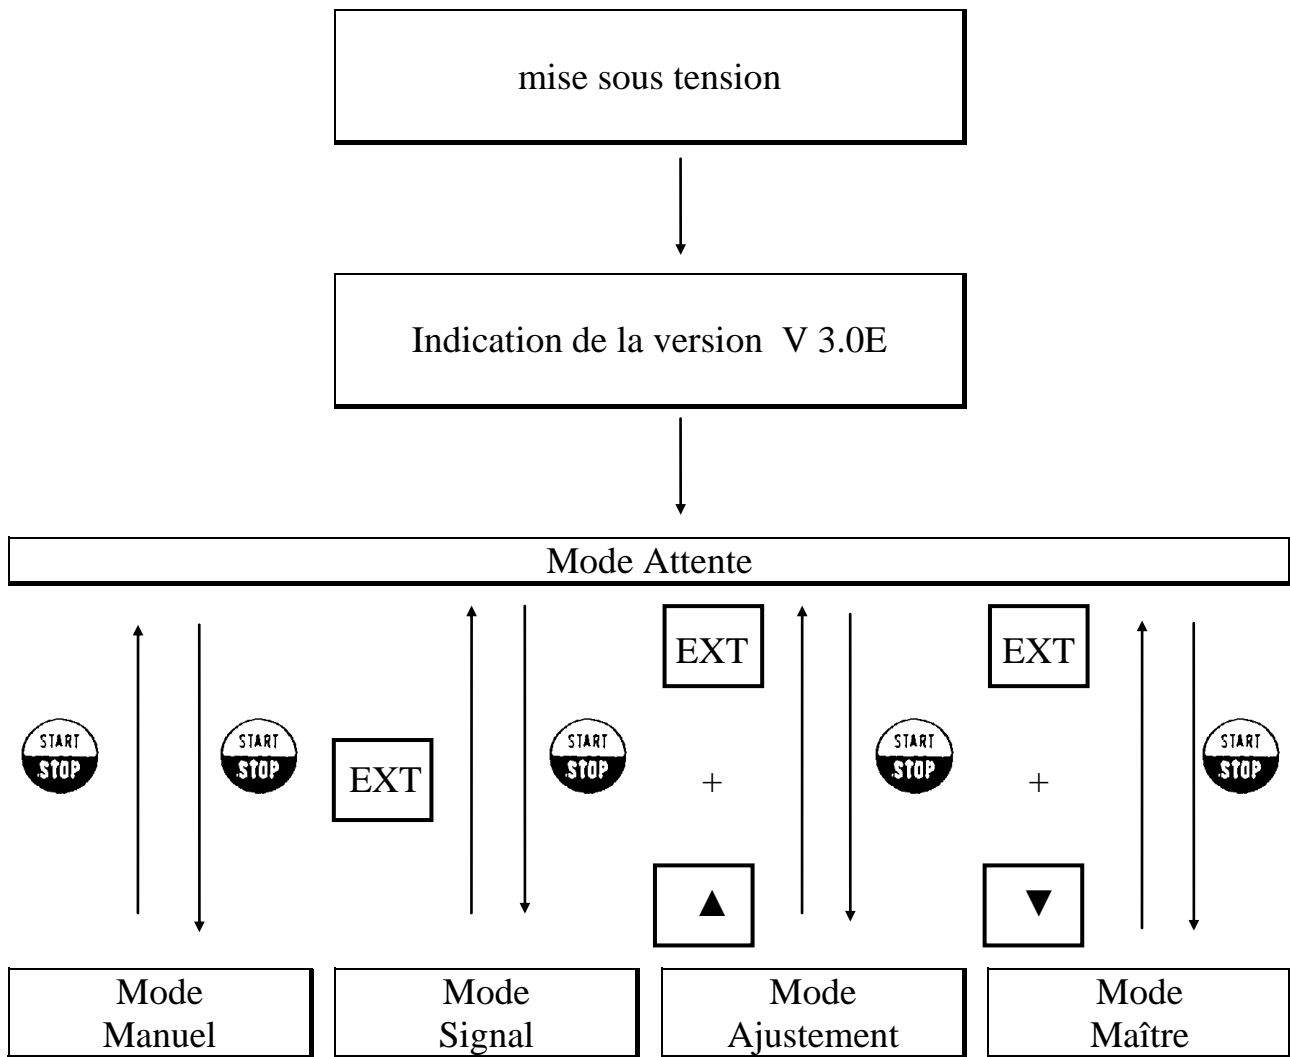 mise sous tension
Indication de la version V 3.0E
Mode Attente
EXT
EXT
START
STOP
START
STOP
EXT
START
STOP
+
START
STOP
+
START
STOP
▲
▼
Mode
Manuel
Mode
Signal
Mode
Ajustement
Mode
Maître